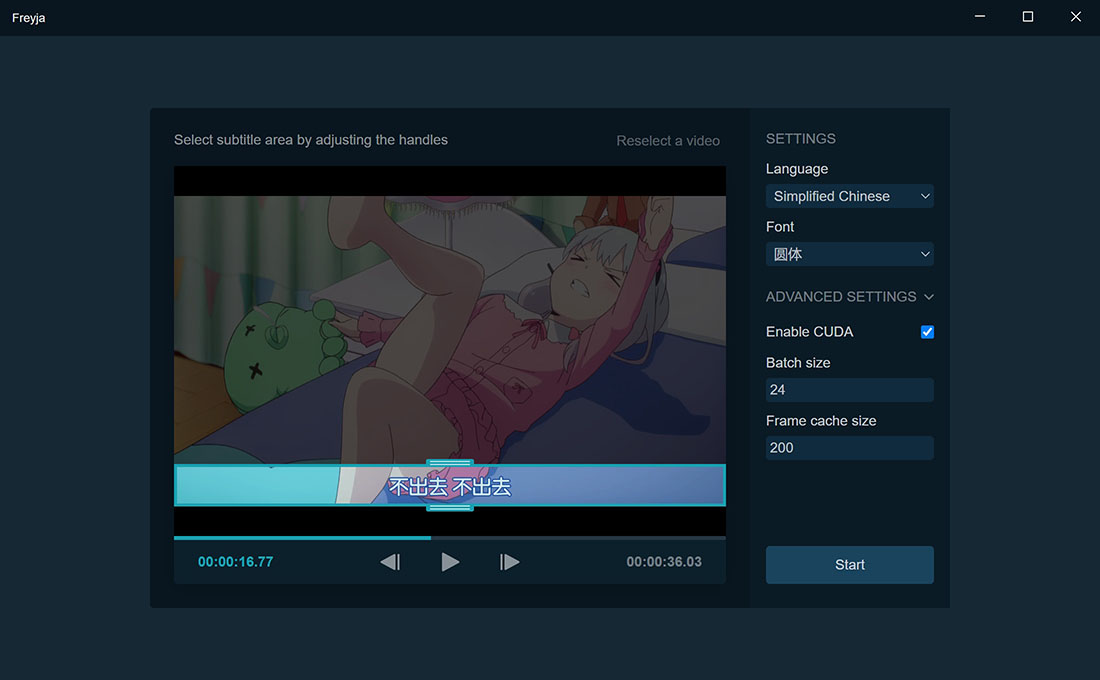 Freyja
Select subtitle area by adjusting the handles
Reselect a video
不出去 不出去
00:00:16.77
00:00:36.03
SETTINGS
Language
Simplified Chinese
Font
圆体
ADVANCED SETTINGS
Enable CUDA
Batch size
24
Frame cache size
200
Start